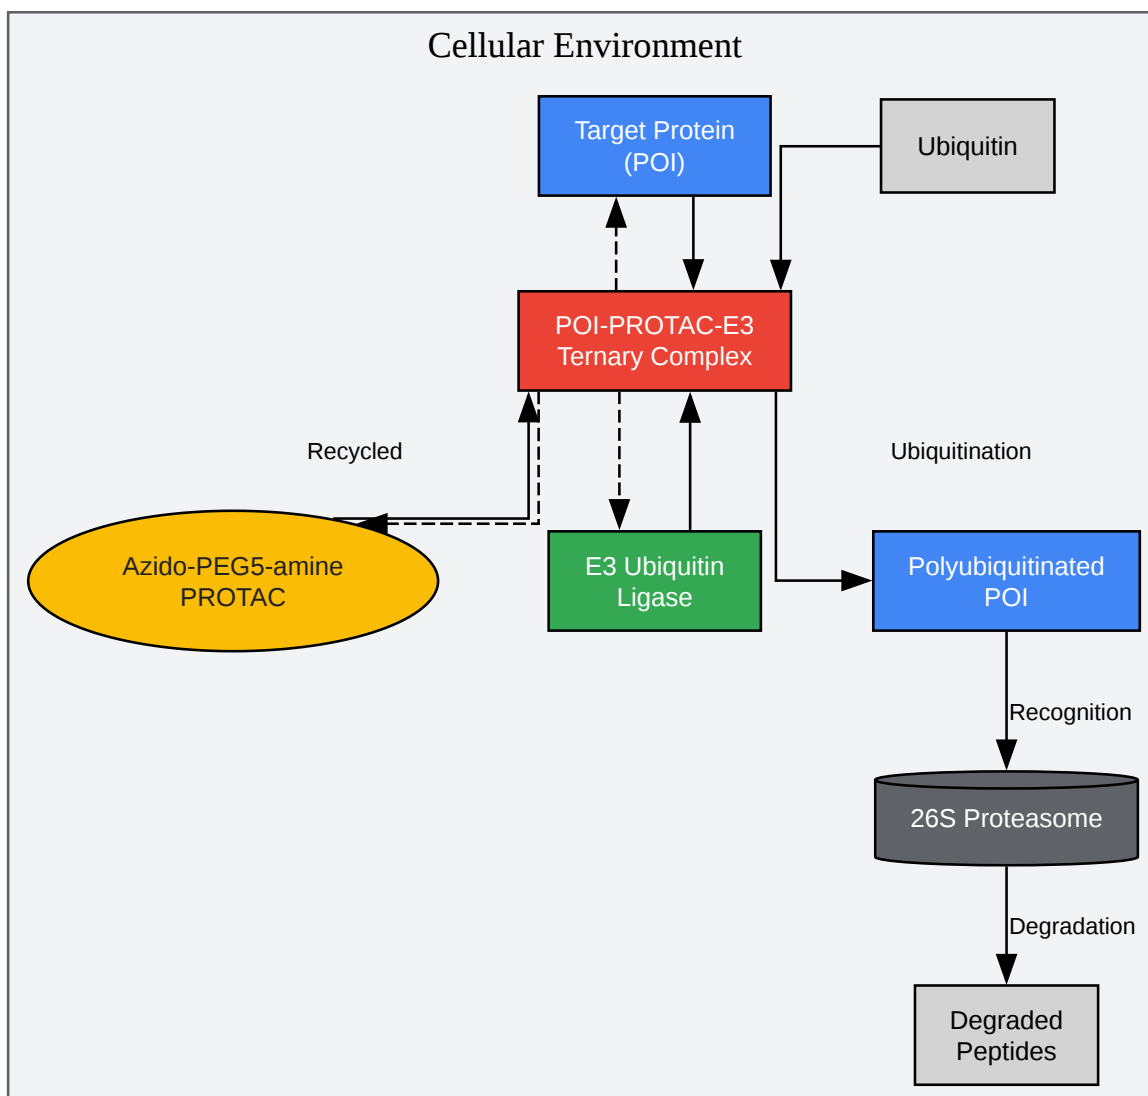 Cellular Environment
Target Protein
(POI)
Ubiquitin
POI-PROTAC-E3
Ternary Complex
Recycled
Ubiquitination
Azido-PEG5-amine
PROTAC
E3 Ubiquitin
Ligase
Polyubiquitinated
POI
Recognition
26S Proteasome
Degradation
Degraded
Peptides